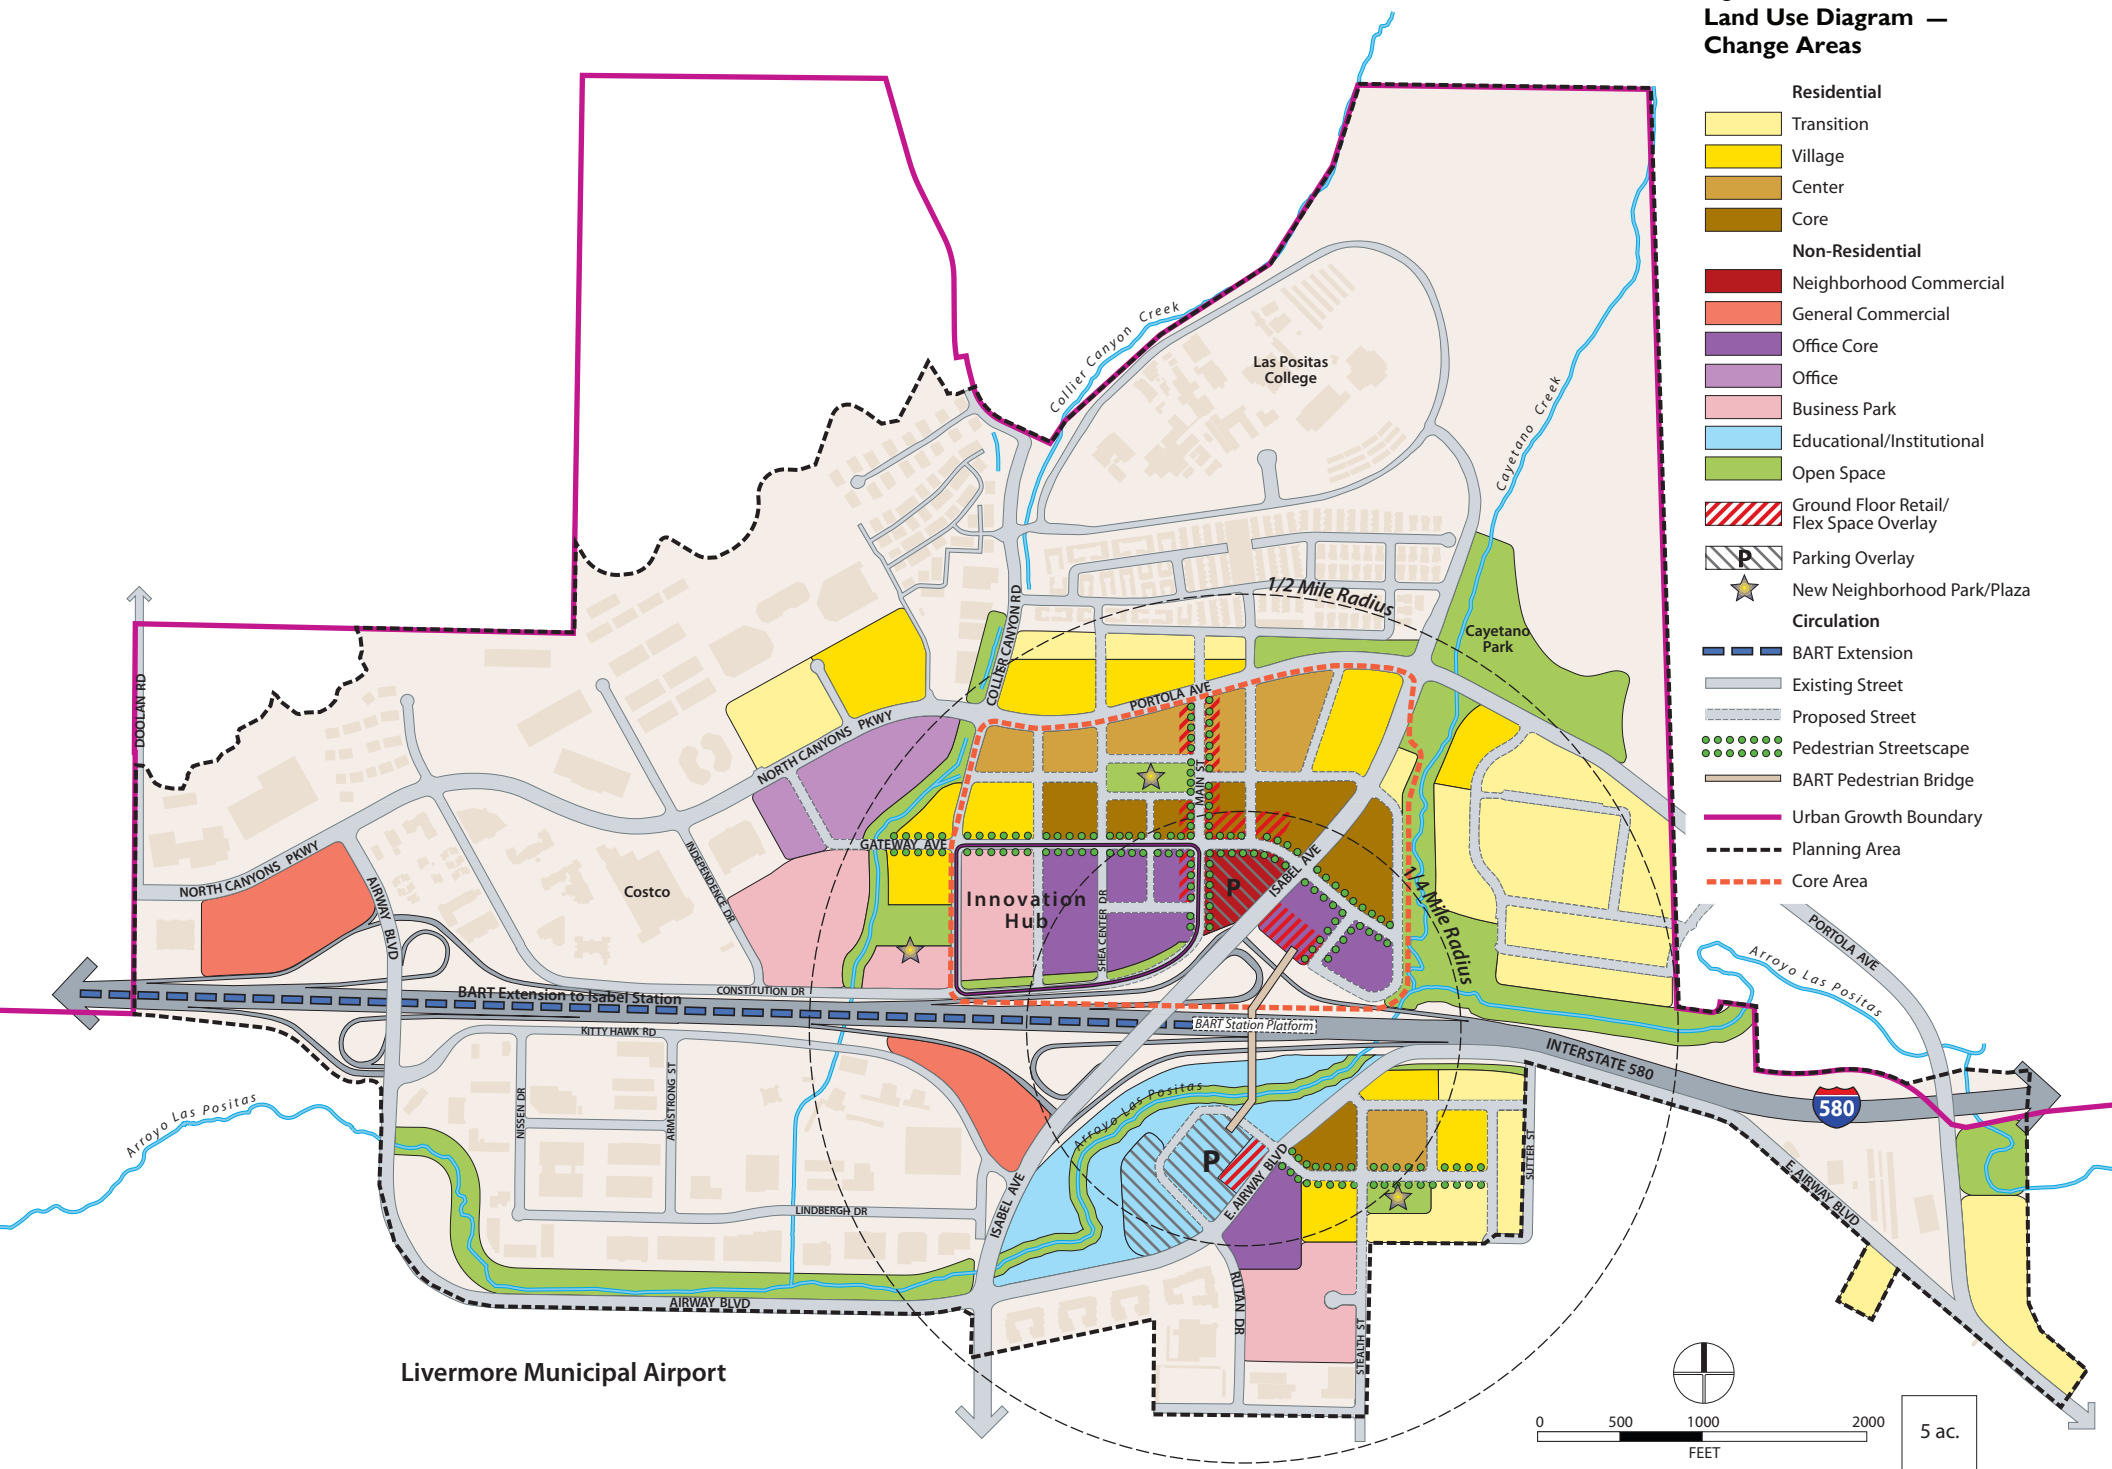 Land Use Diagram —
Change Areas
Residential
Transition
Village
Center
Core
Non-Residential
Neighborhood Commercial
General Commercial
Office Core
Office
Business Park
Educational/Institutional
Open Space
Ground Floor Retail/
Flex Space Overlay
P
Parking Overlay
New Neighborhood Park/Plaza
Circulation
BART Extension
Existing Street
Proposed Street
Pedestrian Streetscape
BART Pedestrian Bridge
Urban Growth Boundary
Planning Area
Core Area
Las Positas
College
Collier Canyon Creek
Cayetano Creek
1/2 Mile Radius
Cayetano
Park
COLLIER CANYON RD
PORTOLA AVE
DOOLAN RD
NORTH CANYONS PKWY
MAIN ST
GATEWAY AVE
NORTH CANYONS PKWY
AIRWAY BLVD
INDEPENDENCE DR
Costco
Innovation
Hub
SHEA CENTER DR
P
ISABEL AVE
1/4 Mile Radius
PORTOLA AVE
Arroyo Las Positas
BART Extension to Isabel Station
CONSTITUTION DR
BART Station Platform
KITTY HAWK RD
INTERSTATE 580
580
NISSEN DR
ARMSTRONG ST
Arroyo Las Positas
Arroyo Las Positas
P
E. AIRWAY BLVD
SUTTER ST
E. AIRWAY BLVD
LINDBERGH DR
ISABEL AVE
AIRWAY BLVD
RUTAN DR
STEALTH ST
Livermore Municipal Airport
0 500 1000 2000
FEET
5 ac.